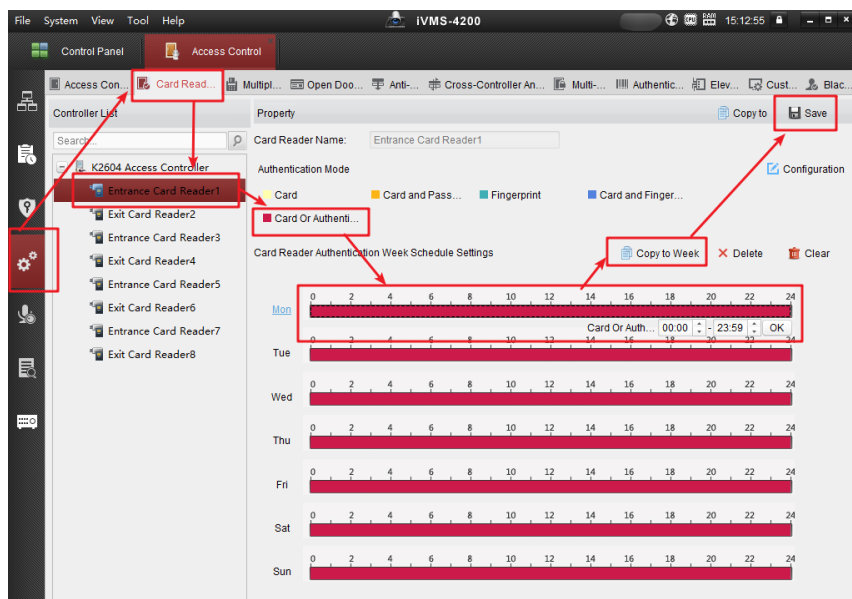 File System View Tool Help iVMS-4200 15:12:55
Control Panel Access Control
Access Con... Card Read... Multipl... Open Doo... Anti-... Cross-Controller An... Multi-... Authentic... Elev... Cust... Blac...
Controller List
Search...
K2604 Access Controller
Entrance Card Reader1
Exit Card Reader2
Entrance Card Reader3
Exit Card Reader4
Entrance Card Reader5
Exit Card Reader6
Entrance Card Reader7
Exit Card Reader8
Property Copy to Save
Card Reader Name: Entrance Card Reader1
Authentication Mode Configuration
Card Card and Pass... Fingerprint Card and Finger...
Card Or Authenti...
Card Reader Authentication Week Schedule Settings Copy to Week Delete Clear
0 2 4 6 8 10 12 14 16 18 20 22 24
Mon
Card Or Auth... 00:00 - 23:59 OK
0 2 4 6 8 10 12 14 16 18 20 22 24
Tue
0 2 4 6 8 10 12 14 16 18 20 22 24
Wed
0 2 4 6 8 10 12 14 16 18 20 22 24
Thu
0 2 4 6 8 10 12 14 16 18 20 22 24
Fri
0 2 4 6 8 10 12 14 16 18 20 22 24
Sat
0 2 4 6 8 10 12 14 16 18 20 22 24
Sun